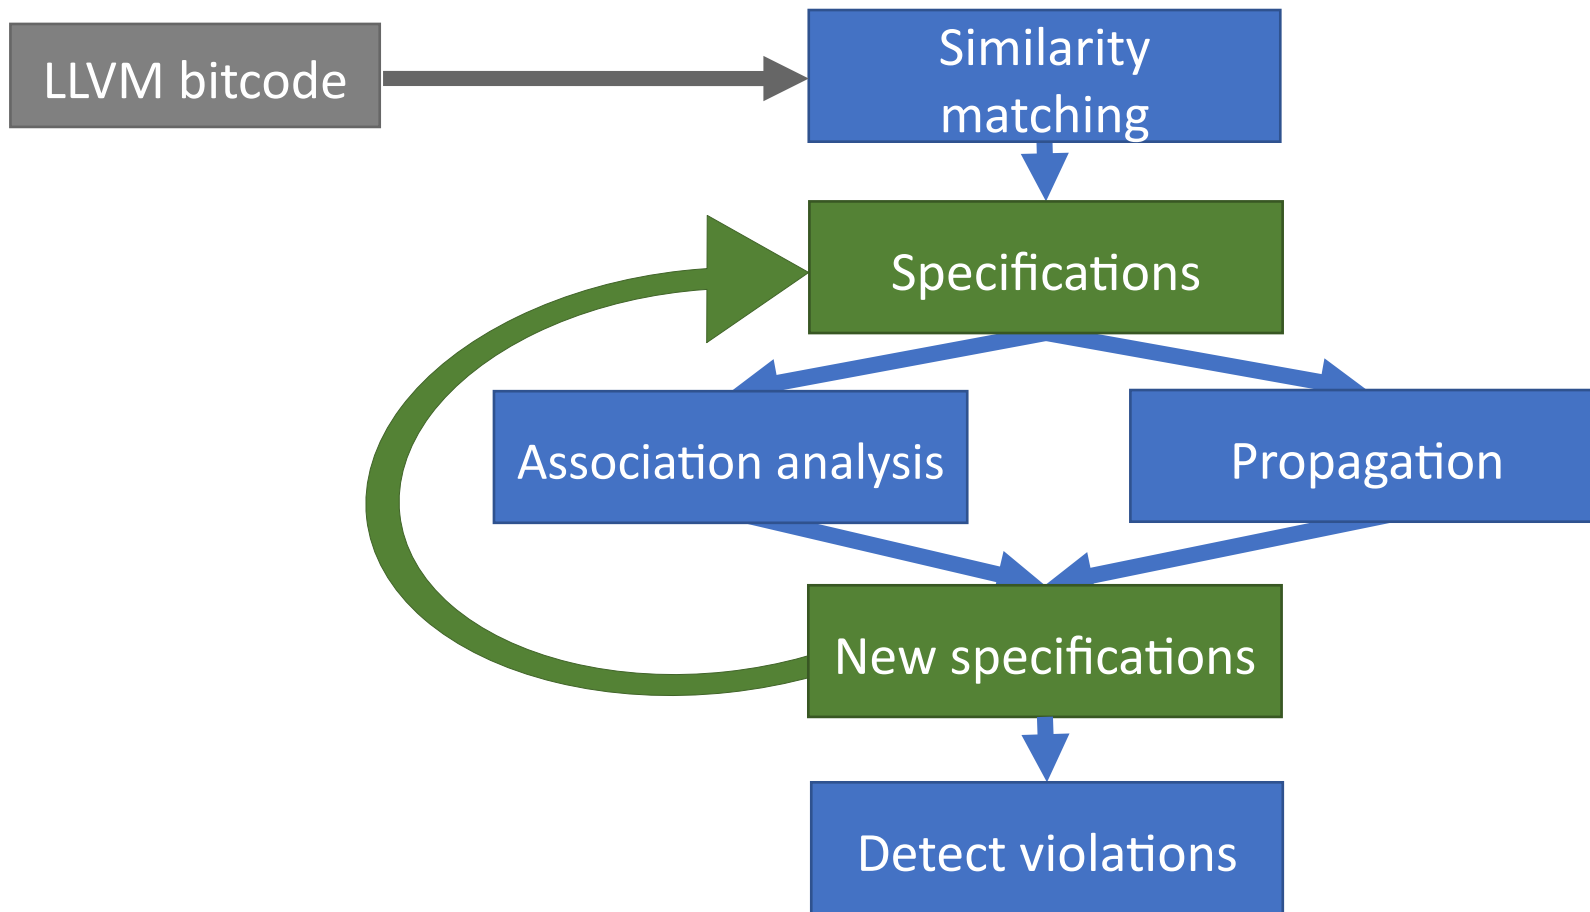 LLVM bitcode
Similarity
matching
Specifications
Association analysis
Propagation
New specifications
Detect violations